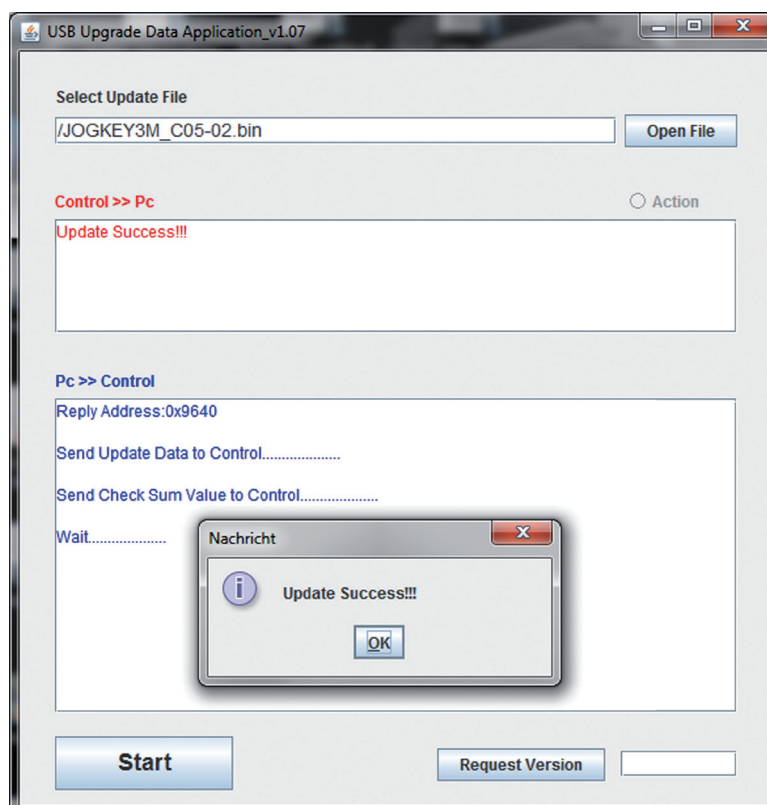 USB Upgrade Data Application_v1.07
Select Update File
/JOGKEY3M_C05-02.bin
Open File
Control >> Pc
Action
Update Success!!!
Pc >> Control
Reply Address:0x9640
Send Update Data to Control....................
Send Check Sum Value to Control....................
Wait....................
Nachricht
Update Success!!!
OK
Start
Request Version